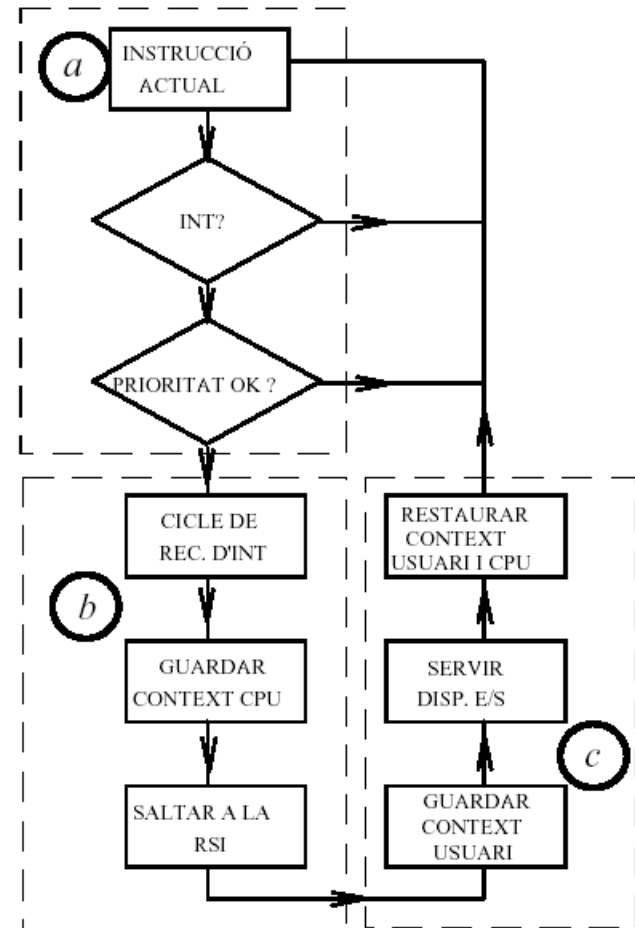 a
INSTRUCCIÓ
ACTUAL
INT?
PRIORITAT OK ?
b
CICLE DE
REC. D'INT
GUARDAR
CONTEXT CPU
SALTAR A LA
RSI
RESTAURAR
CONTEXT
USUARI I CPU
SERVIR
DISP. E/S
c
GUARDAR
CONTEXT
USUARI